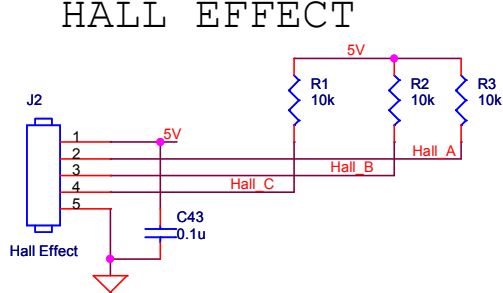 HALL EFFECT
5V
R1
10k
R2
10k
R3
10k
J2
1
5V
2
Hall_A
3
Hall_B
4
Hall_C
5
C43
0.1u
Hall Effect